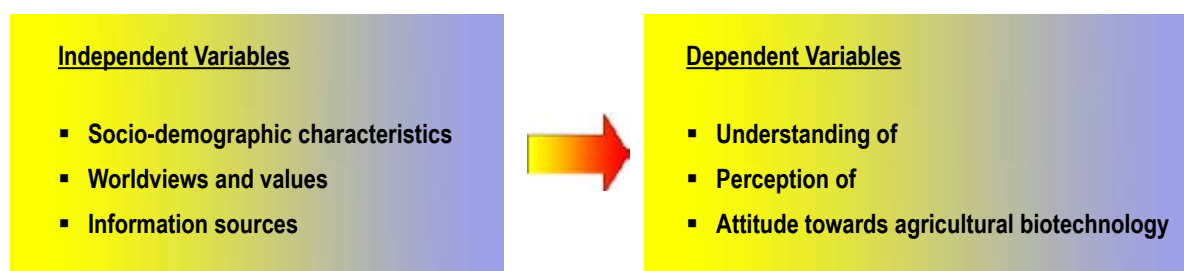 Independent Variables
▪ Socio-demographic characteristics
▪ Worldviews and values
▪ Information sources
Dependent Variables
▪ Understanding of
▪ Perception of
▪ Attitude towards agricultural biotechnology